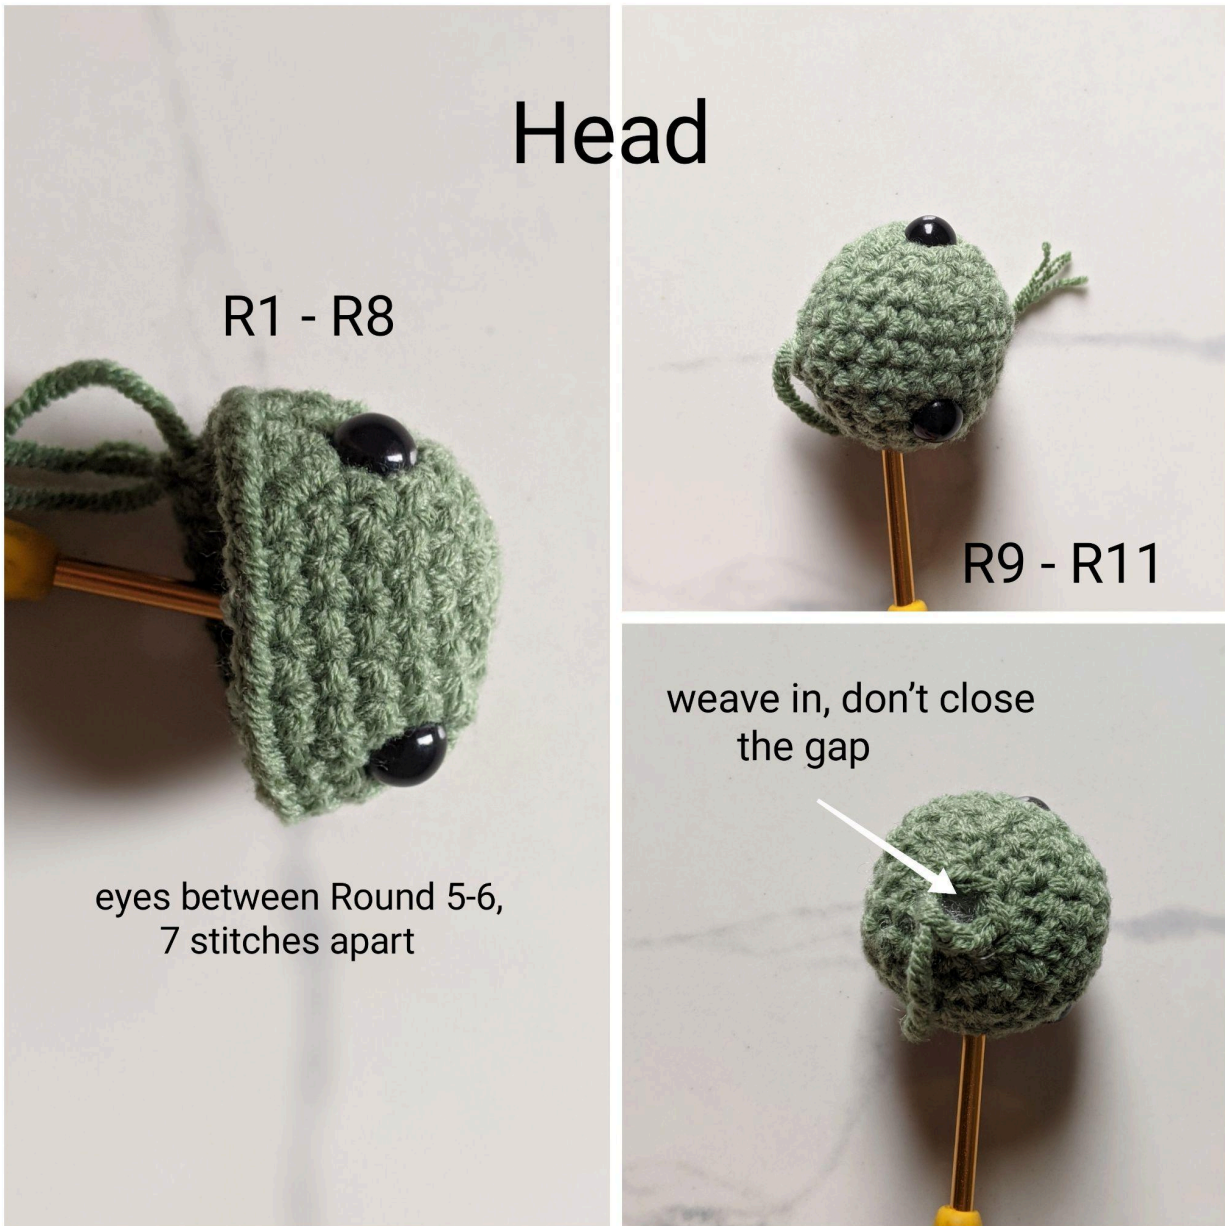 Head
R1 - R8
eyes between Round 5-6,
7 stitches apart
R9 - R11
weave in, don’t close
the gap